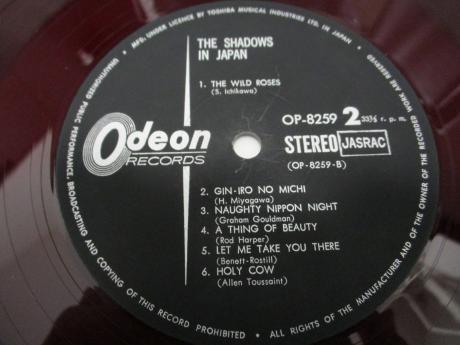 MFD. UNDER LICENCE BY TOSHIBA MUSICAL INDUSTRIES LTD. IN JAPAN
ALL RIGHTS OF THE MANUFACTURER AND OF THE OWNER OF THE RECORDED WORK ARE RESERVED
UNAUTHORIZED PUBLIC PERFORMANCE, BROADCASTING AND COPYING OF THIS RECORD PROHIBITED
THE SHADOWS
IN JAPAN
1. THE WILD ROSES
(S. Ichikawa)
Odeon
RECORDS
OP-8259 2 33⅓ r. p. m.
STEREO JASRAC
(OP-8259-B)
2. GIN-IRO NO MICHI
(H. Miyagawa)
3. NAUGHTY NIPPON NIGHT
(Graham Gouldman)
4. A THING OF BEAUTY
(Rod Harper)
5. LET ME TAKE YOU THERE
(Benett-Rostill)
6. HOLY COW
(Allen Toussaint)